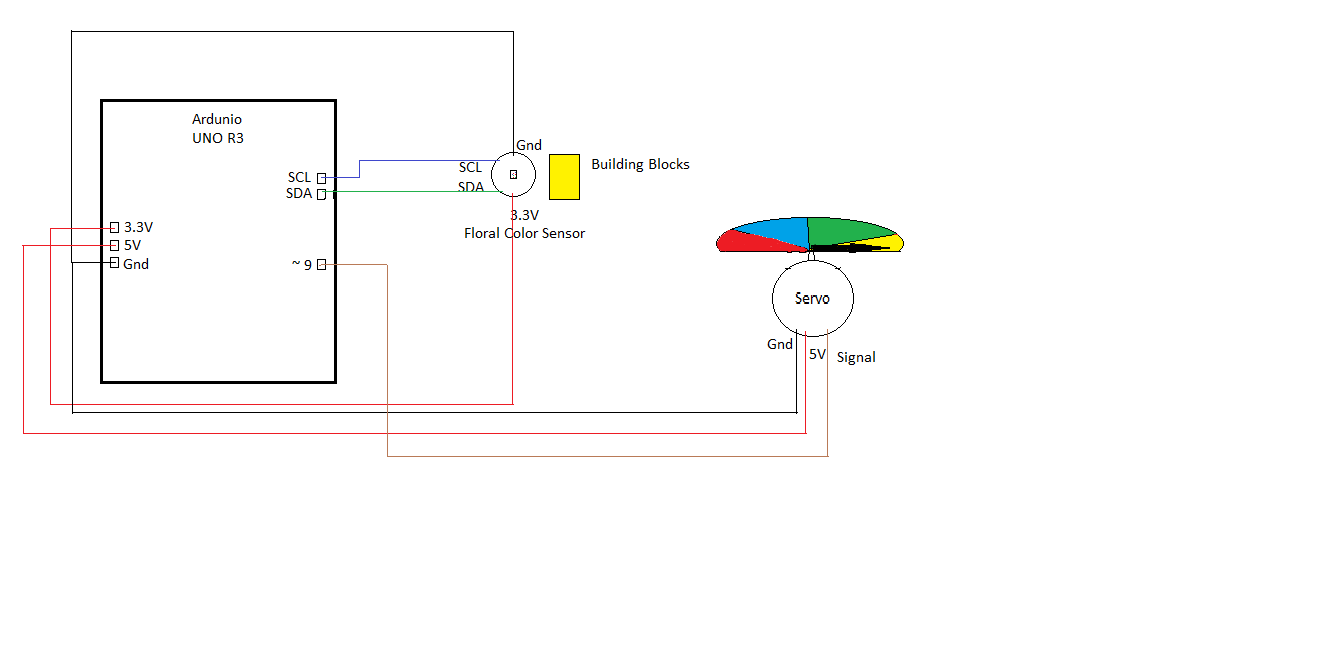 Ardunio
UNO R3
SCL
SDA
3.3V
5V
Gnd
~ 9
Gnd
SCL
SDA
3.3V
Floral Color Sensor
Building Blocks
Servo
Gnd
5V
Signal